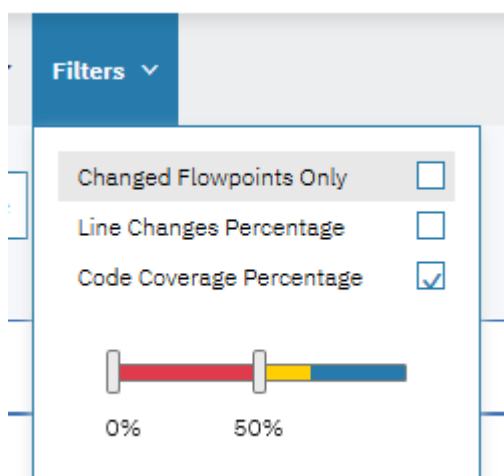 Filters
Changed Flowpoints Only
Line Changes Percentage
Code Coverage Percentage
0% 50%